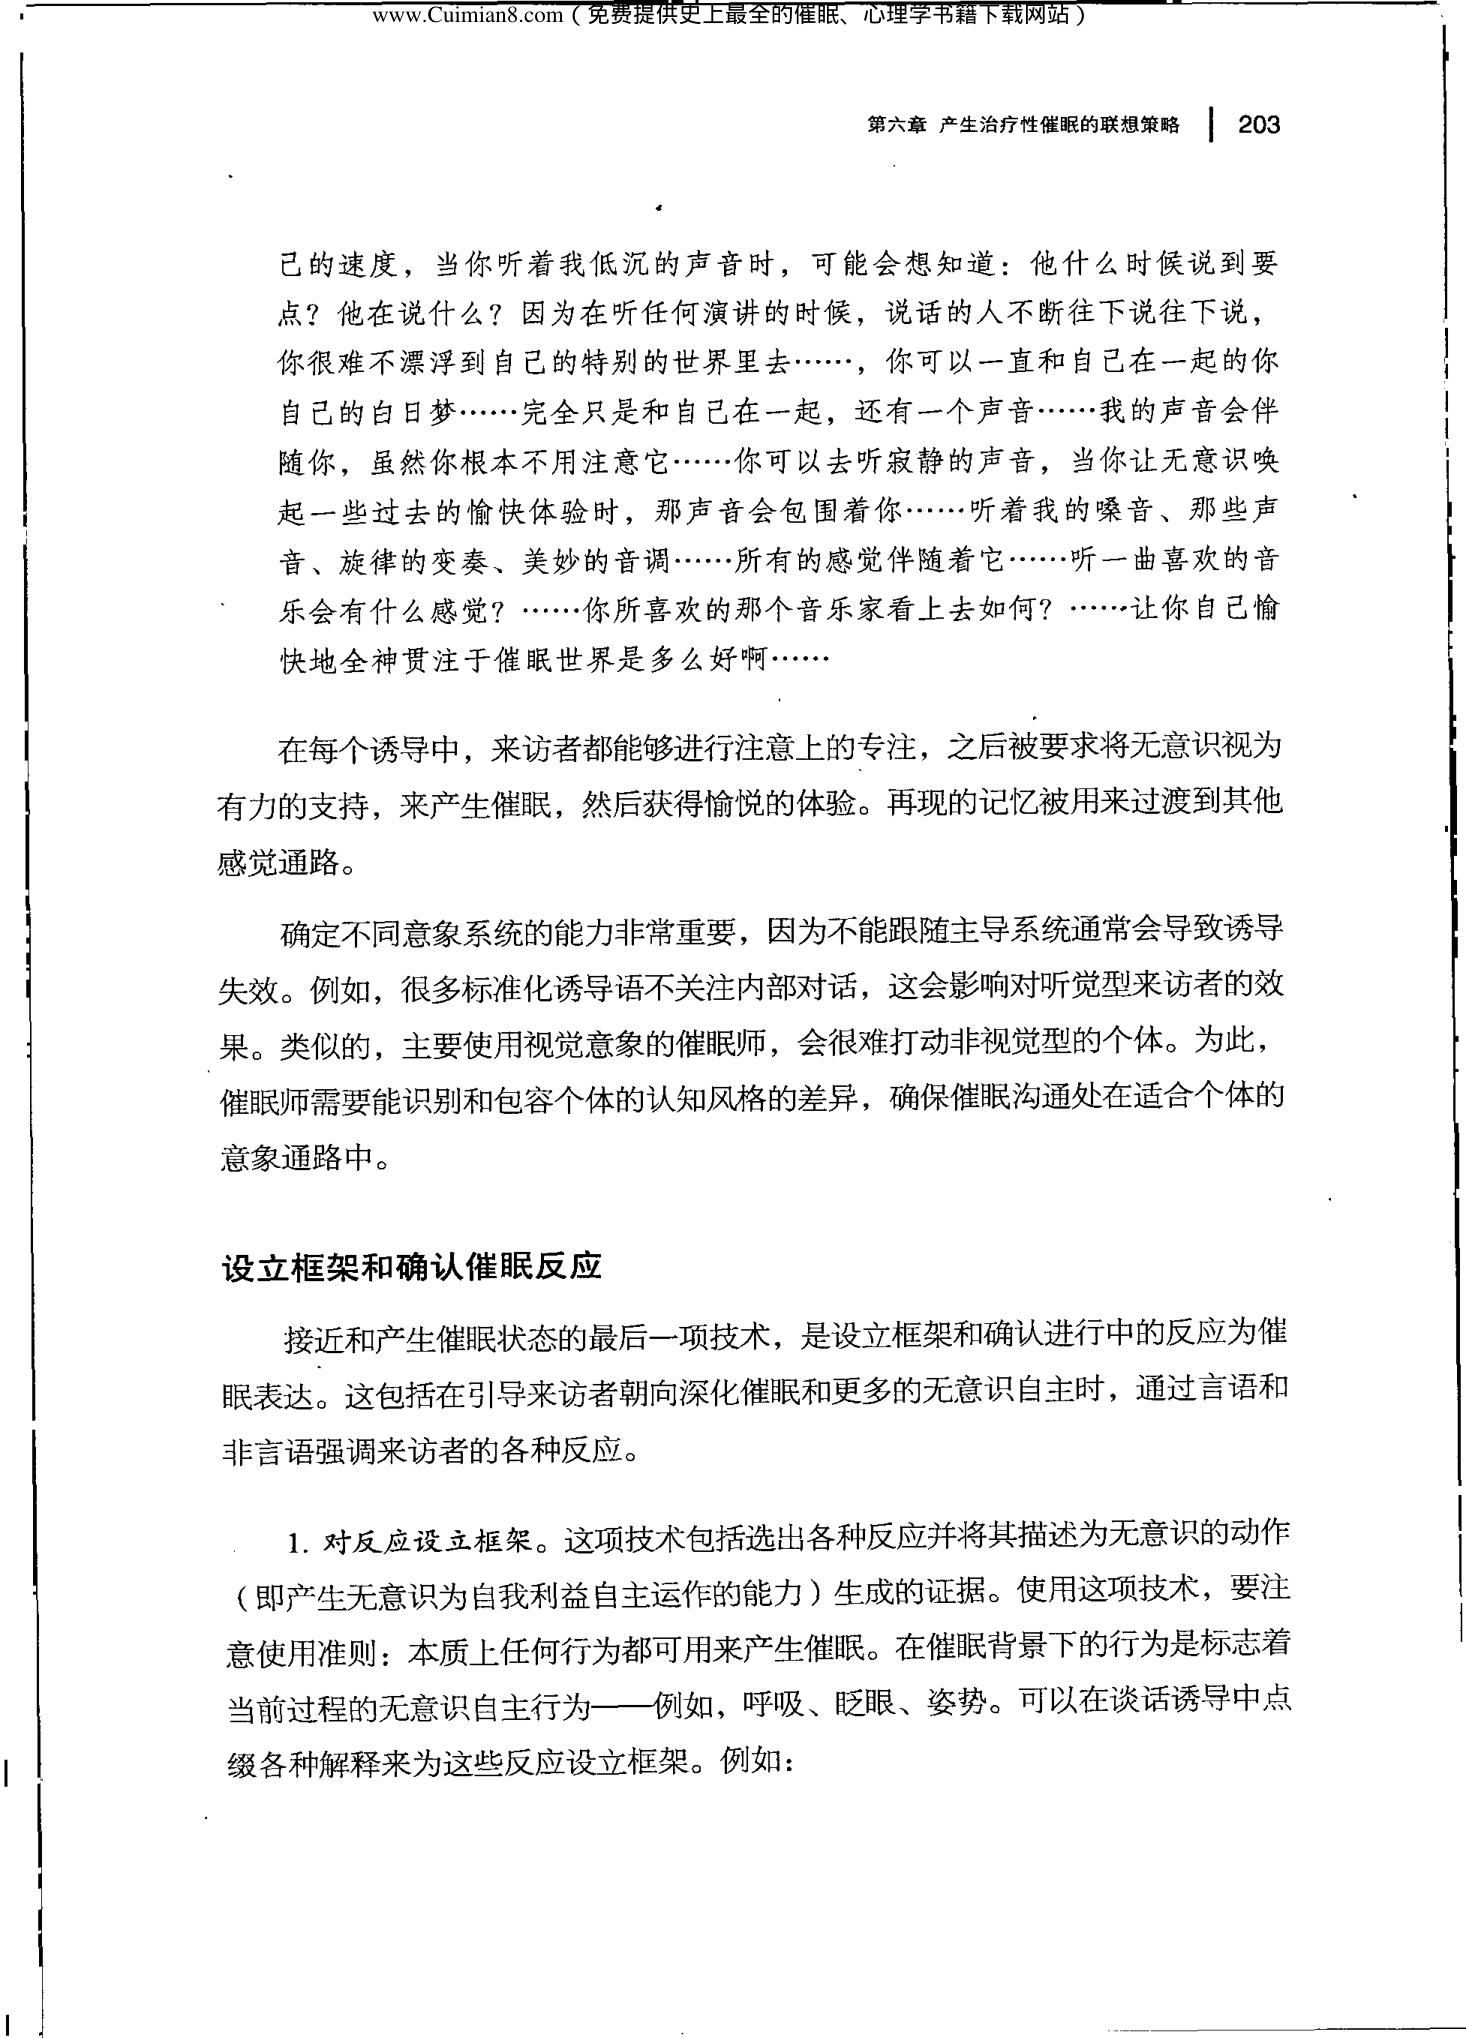 www.Cuimian8.com（免费提供史上最全的催眠、心理学书籍下载网站）
第六章 产生治疗性催眠的联想策略 | 203
己的速度，当你听着我低沉的声音时，可能会想知道：他什么时候说到要
点？他在说什么？因为在听任何演讲的时候，说话的人不断往下说往下说，
你很难不漂浮到自己的特别的世界里去……，你可以一直和自己在一起的你
自己的白日梦……完全只是和自己在一起，还有一个声音……我的声音会伴
随你，虽然你根本不用注意它……你可以去听寂静的声音，当你让无意识唤
起一些过去的愉快体验时，那声音会包围着你……听着我的嗓音、那些声
音、旋律的变奏、美妙的音调……所有的感觉伴随着它……听一曲喜欢的音
乐会有什么感觉？……你所喜欢的那个音乐家看上去如何？……让你自己愉
快地全神贯注于催眠世界是多么好啊……
在每个诱导中，来访者都能够进行注意上的专注，之后被要求将无意识视为
有力的支持，来产生催眠，然后获得愉悦的体验。再现的记忆被用来过渡到其他
感觉通路。
确定不同意象系统的能力非常重要，因为不能跟随主导系统通常会导致诱导
失效。例如，很多标准化诱导语不关注内部对话，这会影响对听觉型来访者的效
果。类似的，主要使用视觉意象的催眠师，会很难打动非视觉型的个体。为此，
催眠师需要能识别和包容个体的认知风格的差异，确保催眠沟通处在适合个体的
意象通路中。
设立框架和确认催眠反应
接近和产生催眠状态的最后一项技术，是设立框架和确认进行中的反应为催
眠表达。这包括在引导来访者朝向深化催眠和更多的无意识自主时，通过言语和
非言语强调来访者的各种反应。
1. 对反应设立框架。这项技术包括选出各种反应并将其描述为无意识的动作
（即产生无意识为自我利益自主运作的能力）生成的证据。使用这项技术，要注
意使用准则：本质上任何行为都可用来产生催眠。在催眠背景下的行为是标志着
当前过程的无意识自主行为——例如，呼吸、眨眼、姿势。可以在谈话诱导中点
缀各种解释来为这些反应设立框架。例如：